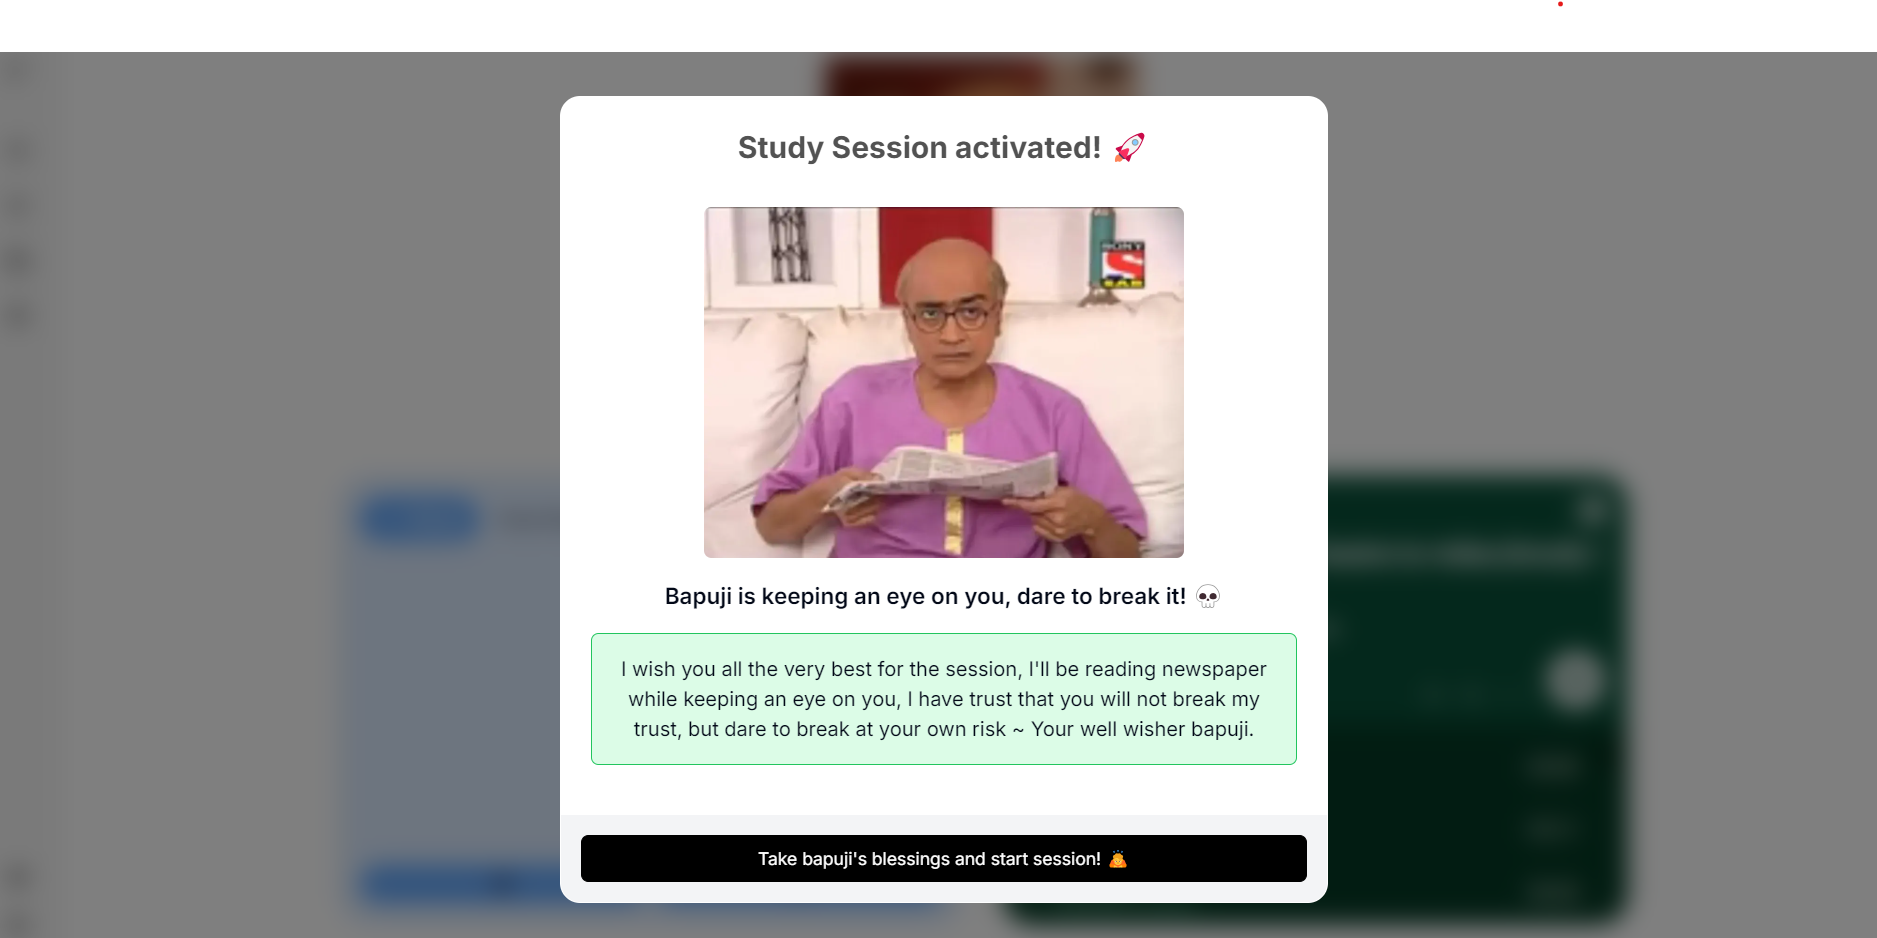 Study Session activated! 🚀
SONY
SAB
Bapuji is keeping an eye on you, dare to break it! 💀
I wish you all the very best for the session, I'll be reading newspaper
while keeping an eye on you, I have trust that you will not break my
trust, but dare to break at your own risk ~ Your well wisher bapuji.
Take bapuji's blessings and start session! 🙇